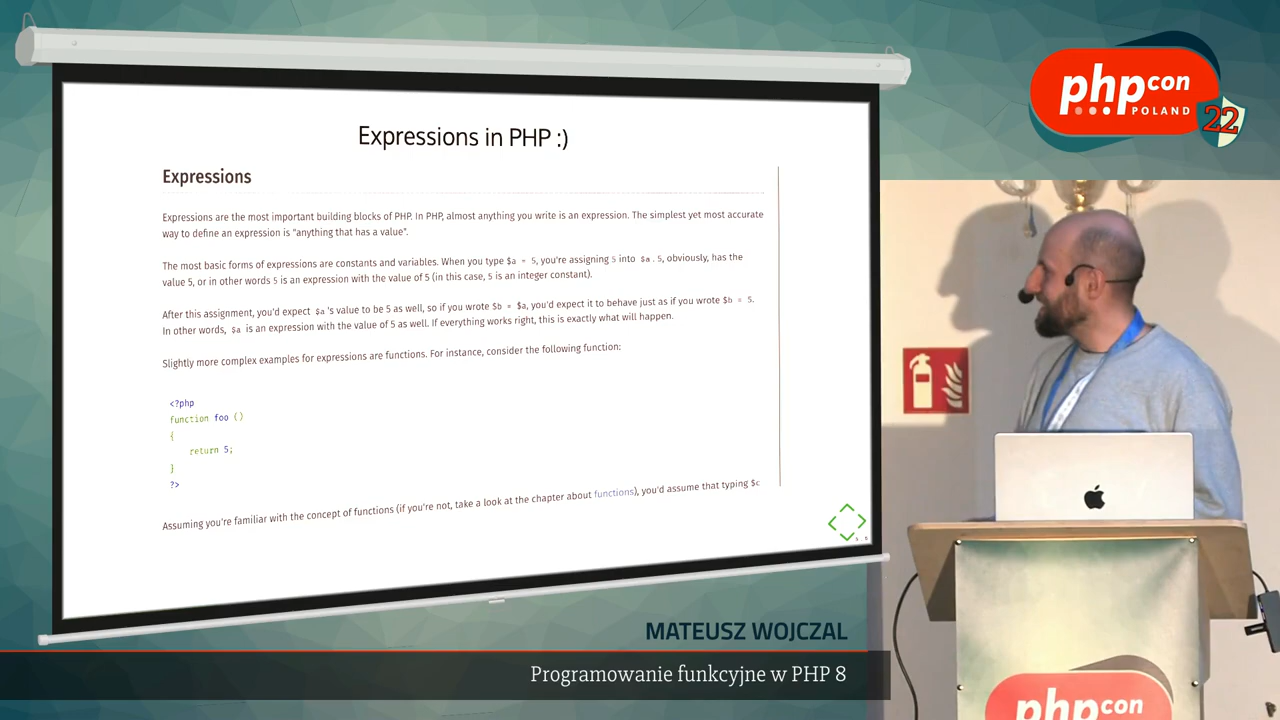 phpcon
POLAND
22
Expressions in PHP :)
Expressions
Expressions are the most important building blocks of PHP. In PHP, almost anything you write is an expression. The simplest yet most accurate
way to define an expression is "anything that has a value".
The most basic forms of expressions are constants and variables. When you type $a = 5, you're assigning 5 into $a. 5, obviously, has the
value 5, or in other words 5 is an expression with the value of 5 (in this case, 5 is an integer constant).
After this assignment, you'd expect $a's value to be 5 as well, so if you wrote $b = $a, you'd expect it to behave just as if you wrote $b = 5.
In other words, $a is an expression with the value of 5 as well. If everything works right, this is exactly what will happen.
Slightly more complex examples for expressions are functions. For instance, consider the following function:
<?php
function foo ()
{
    return 5;
}
?>
Assuming you're familiar with the concept of functions (if you're not, take a look at the chapter about functions), you'd assume that typing $c
MATEUSZ WOJCZAL
Programowanie funkcyjne w PHP 8
phpcon